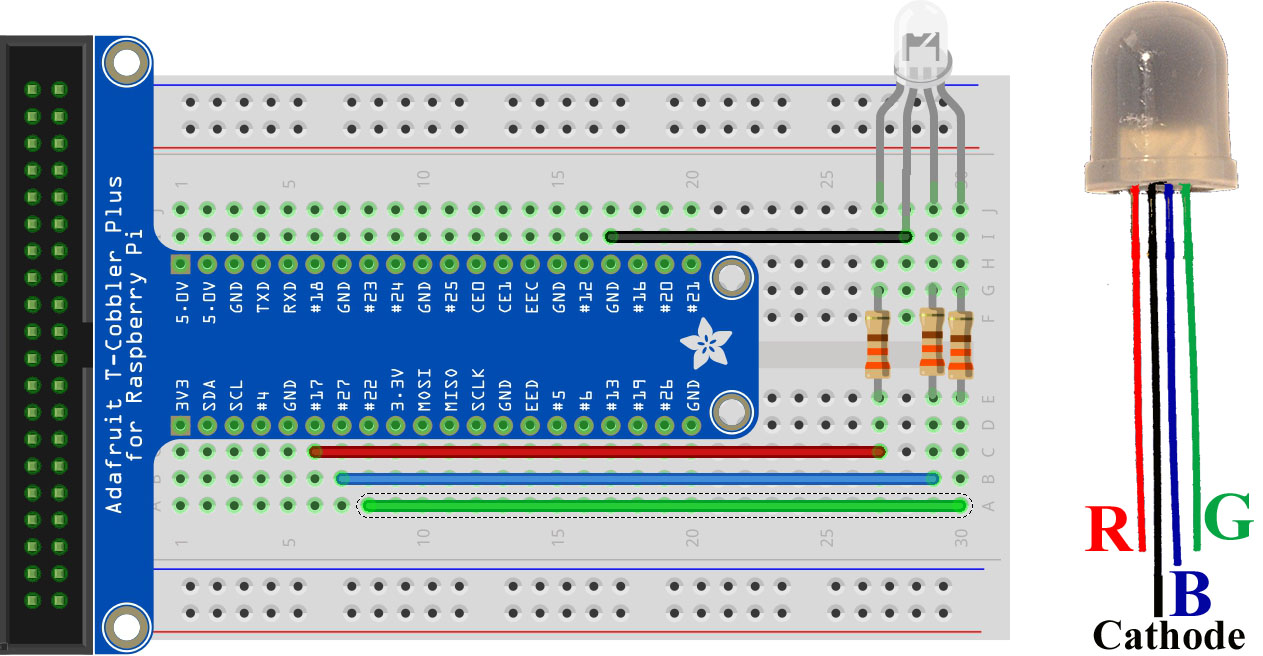 Adafruit T-Cobbler Plus
for Raspberry Pi
1 5 10 15 20 25 30
J J
I
H
G
F
5.0V 5.0V GND TXD RXD #18 GND #23 #24 GND #25 CE0 CE1 EEC GND #12 GND #16 #20 #21
3V3 SDA SCL #4 GND #17 #27 #22 3.3V MOSI MISO SCLK GND EED #5 #6 #13 #19 #26 GND
E
D
C
B B
A A
1 5 10 15 20 25 30
R
G
B
Cathode